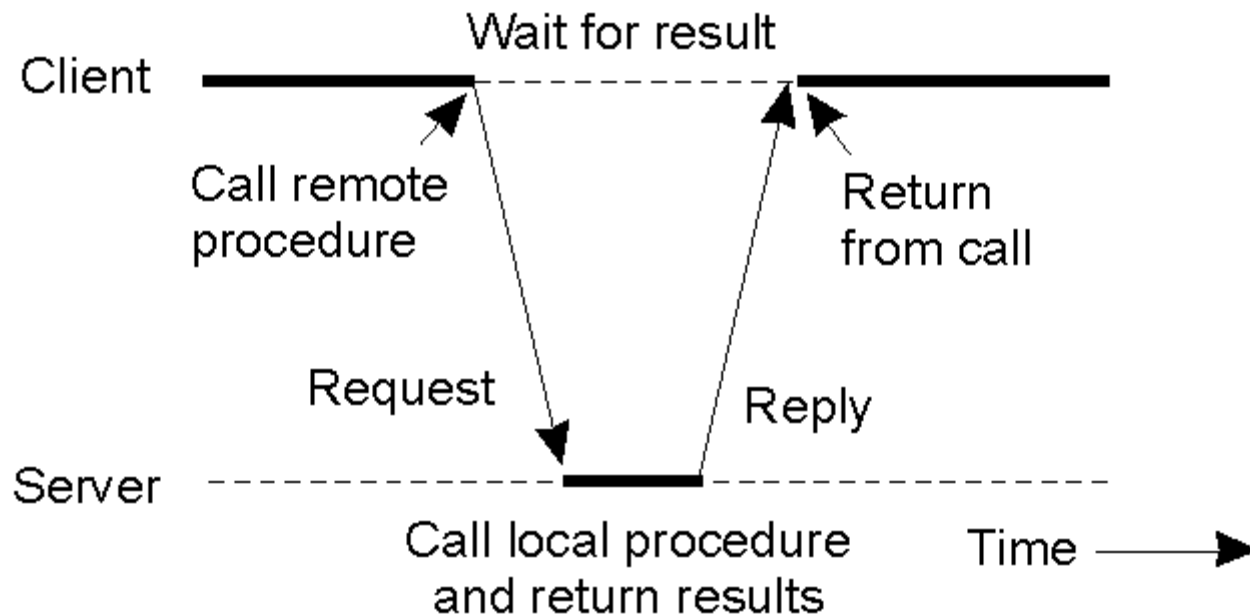 Wait for result
Client
Call remote
procedure
Return
from call
Request
Reply
Server
Call local procedure
and return results
Time